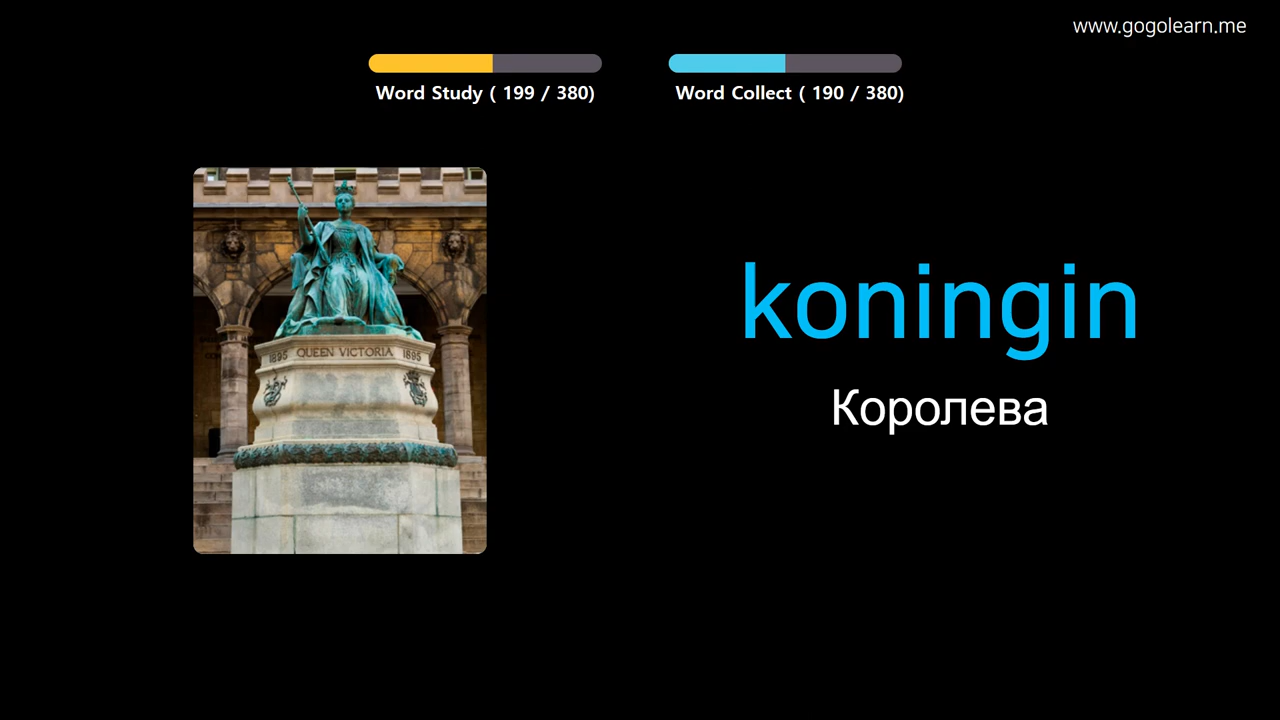 www.gogolearn.me
Word Study ( 199 / 380)
Word Collect ( 190 / 380)
1895 QUEEN VICTORIA 1895
koningin
Королева